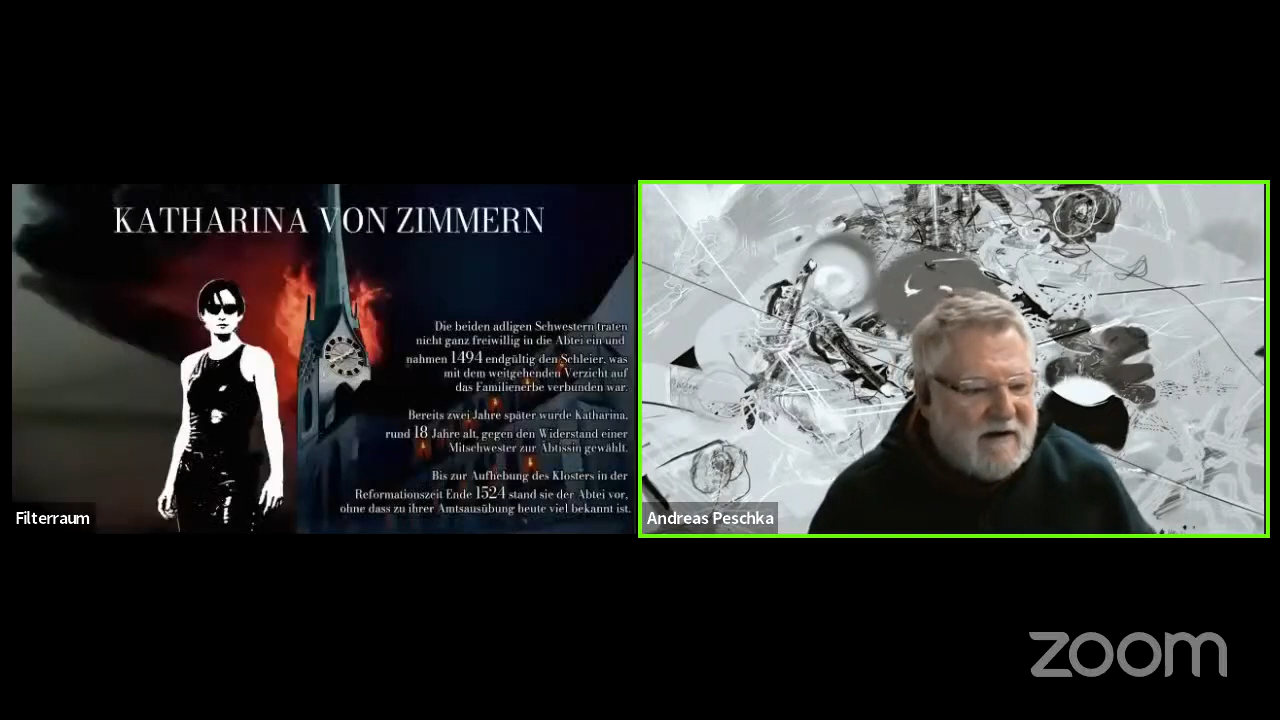 KATHARINA VON ZIMMERN
Die beiden adligen Schwestern traten
nicht ganz freiwillig in die Abtei ein und
nahmen 1494 endgültig den Schleier, was
mit dem weitgehenden Verzicht auf
das Familienerbe verbunden war.
Bereits zwei Jahre später wurde Katharina,
rund 18 Jahre alt, gegen den Widerstand einer
Mitschwester zur Äbtissin gewählt.
Bis zur Aufhebung des Klosters in der
Reformationszeit Ende 1524 stand sie der Abtei vor,
ohne dass zu ihrer Amtsausübung heute viel bekannt ist.
Filterraum
Andreas Peschka
zoom